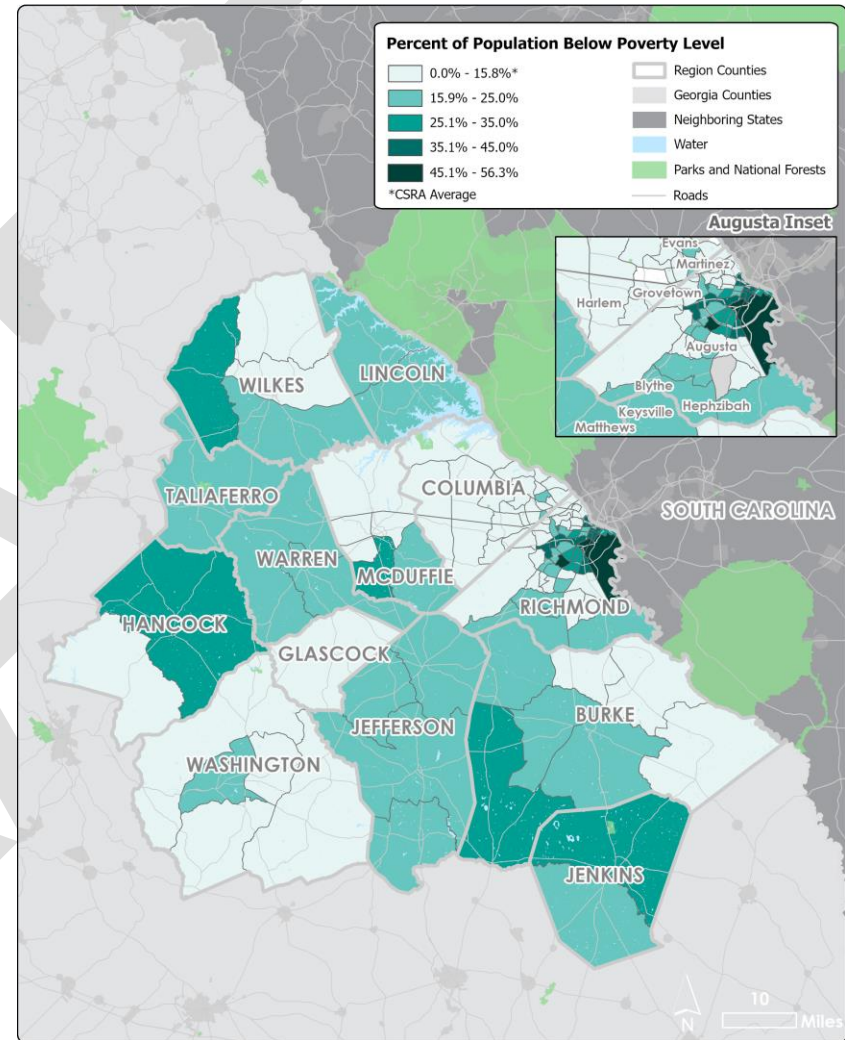 Percent of Population Below Poverty Level
0.0% - 15.8%*
15.9% - 25.0%
25.1% - 35.0%
35.1% - 45.0%
45.1% - 56.3%
*CSRA Average
Region Counties
Georgia Counties
Neighboring States
Water
Parks and National Forests
Roads
Augusta Inset
Evans
Martinez
Grovetown
Harlem
Augusta
Blythe
Hephzibah
Keysville
Matthews
WILKES
LINCOLN
TALIAFERRO
COLUMBIA
SOUTH CAROLINA
WARREN
MCDUFFIE
HANCOCK
RICHMOND
GLASCOCK
BURKE
JEFFERSON
WASHINGTON
JENKINS
N
10
Miles